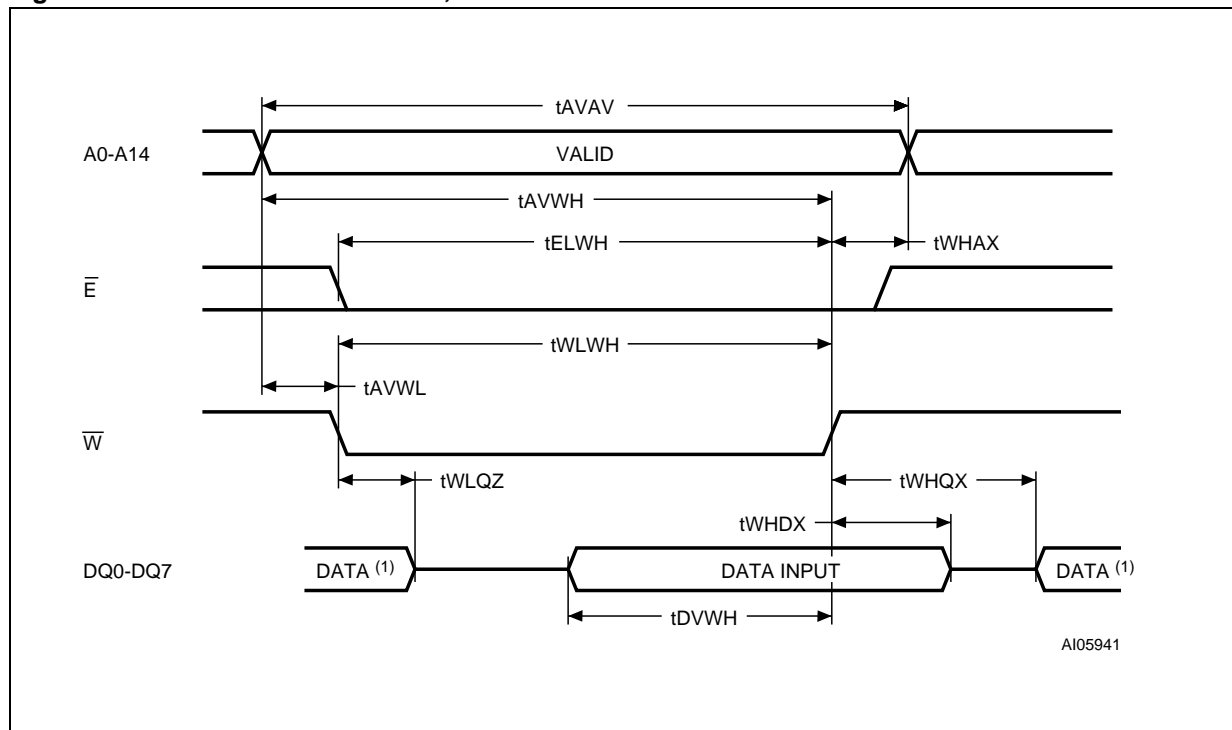 tAVAV
A0-A14
VALID
tAVWH
tELWH
tWHAX
E̅
tWLWH
tAVWL
W̅
tWLQZ
tWHQX
tWHDX
DQ0-DQ7
DATA (1)
DATA INPUT
DATA (1)
tDVWH
AI05941